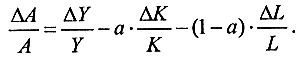 ΔA/A = ΔY/Y − a · ΔK/K − (1 − a) · ΔL/L.